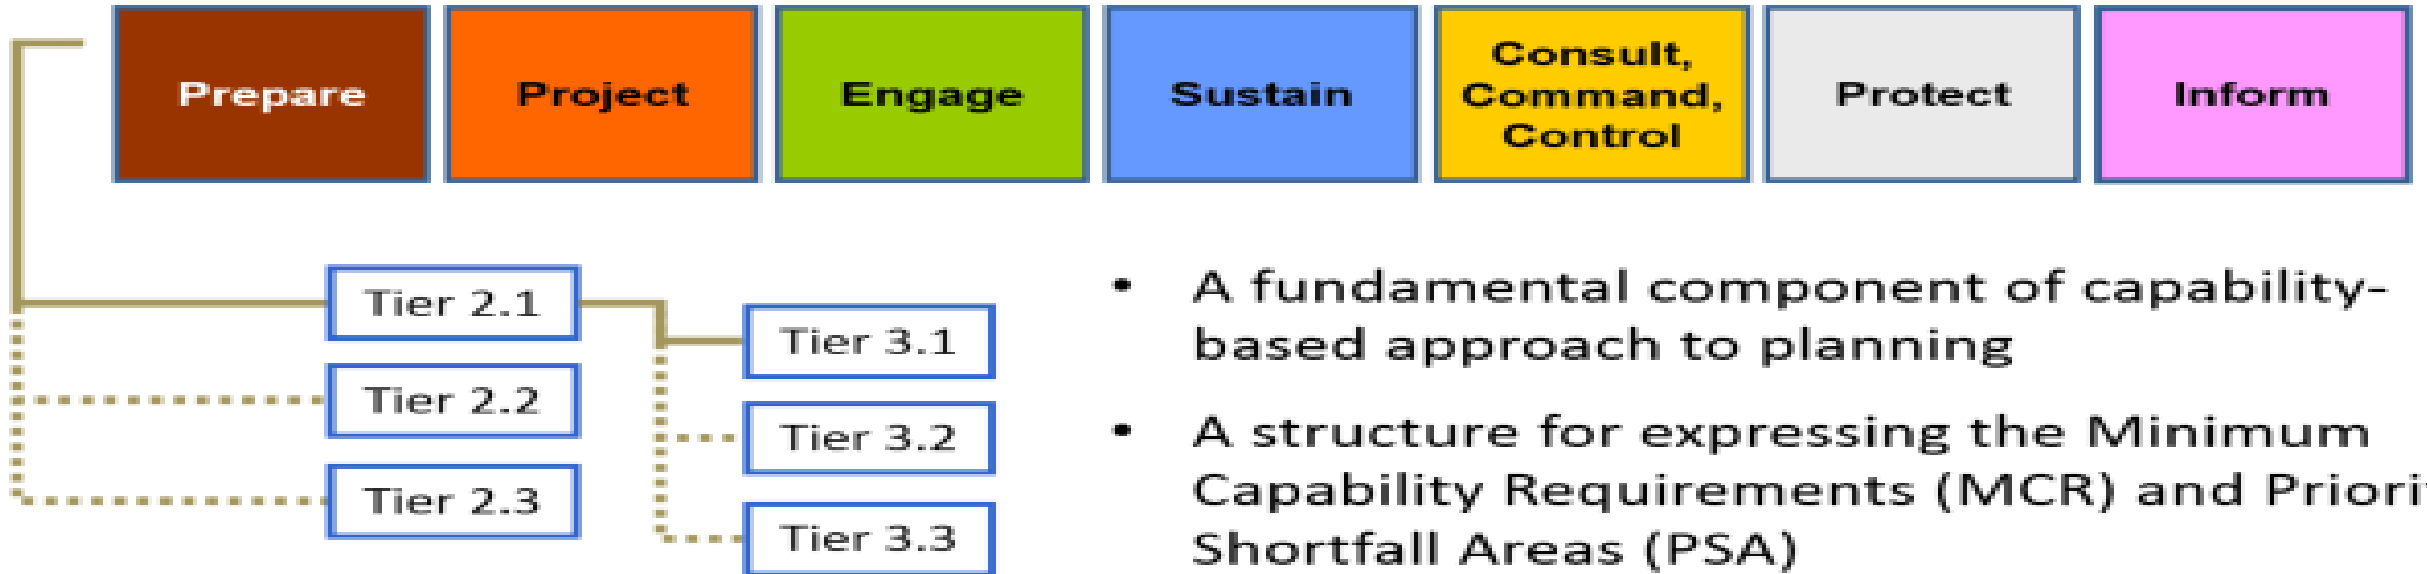 Prepare
Project
Engage
Sustain
Consult,
Command,
Control
Protect
Inform
Tier 2.1
Tier 2.2
Tier 2.3
Tier 3.1
Tier 3.2
Tier 3.3
• A fundamental component of capability-
based approach to planning
• A structure for expressing the Minimum
Capability Requirements (MCR) and
Shortfall Areas (PSA)